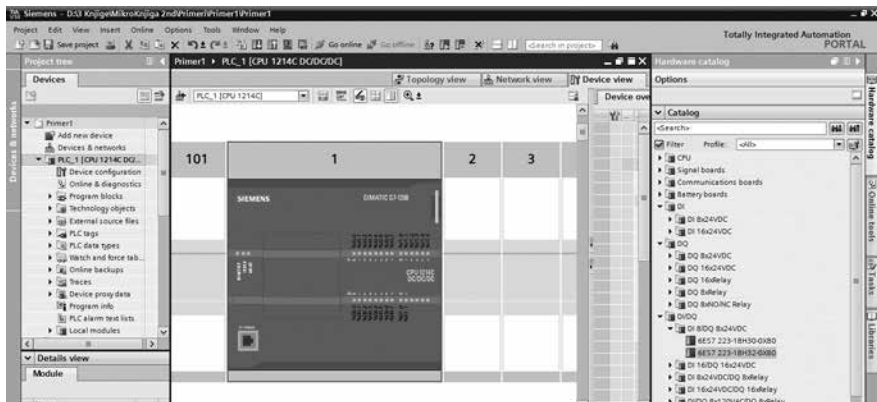 Siemens - D:\3 Knjige\MikroKnjiga 2nd\Primeri\Primer1\Primer1
Project Edit View Insert Online Options Tools Window Help
Totally Integrated Automation
PORTAL
Save project
Go online
Go offline
<Search in project>
Project tree
Primer1 ▸ PLC_1 [CPU 1214C DC/DC/DC]
Hardware catalog
Devices
Topology view
Network view
Device view
Options
PLC_1 [CPU 1214C]
Device ove
Devices & networks
Primer1
Add new device
Devices & networks
PLC_1 [CPU 1214C DC/...
Device configuration
Online & diagnostics
Program blocks
Technology objects
External source files
PLC tags
PLC data types
Watch and force tab...
Online backups
Traces
Device proxy data
Program info
PLC alarm text lists
Local modules
Details view
Module
101
1
2
3
SIEMENS
SIMATIC S7-1200
CPU 1214C
DC/DC/DC
Catalog
<Search>
Filter Profile: <All>
CPU
Signal boards
Communications boards
Battery boards
DI
DI 8x24VDC
DI 16x24VDC
DQ
DQ 8x24VDC
DQ 16x24VDC
DQ 16xRelay
DQ 8xRelay
DQ 8xNO/NC Relay
DI/DQ
DI 8/DQ 8x24VDC
6ES7 223-1BH30-0XB0
6ES7 223-1BH32-0XB0
DI 16/DQ 16x24VDC
DI 8x24VDC/DQ 8xRelay
DI 16x24VDC/DQ 16xRelay
DI/DQ 8x120VAC/DQ 8xRelay
Hardware catalog
Online tools
Tasks
Libraries